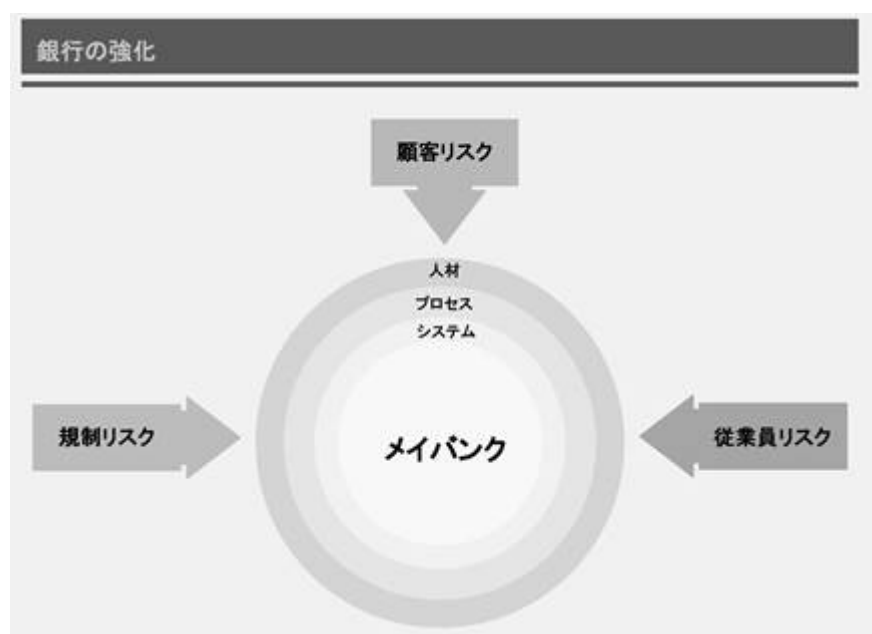 銀行の強化
顧客リスク
人材
プロセス
システム
規制リスク
メイバンク
従業員リスク